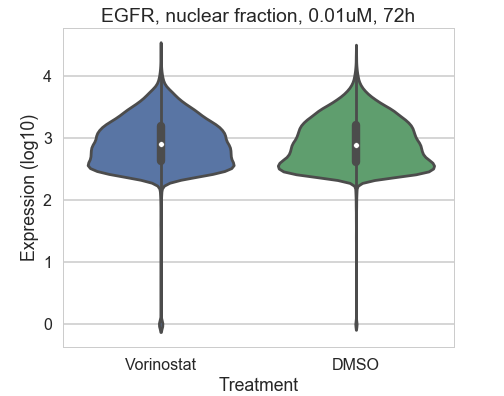 EGFR, nuclear fraction, 0.01uM, 72h
Expression (log10)
4
3
2
1
0
Vorinostat
DMSO
Treatment